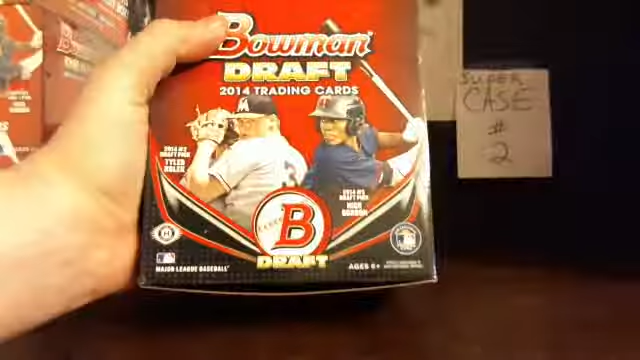 Bowman
DRAFT
2014 TRADING CARDS
2014 #2
DRAFT PICK
TYLER
KOLEK
2014 #5
DRAFT PICK
NICK
GORDON
B
DRAFT
MAJOR LEAGUE BASEBALL
AGES 6+
SUPER
CASE
#
2